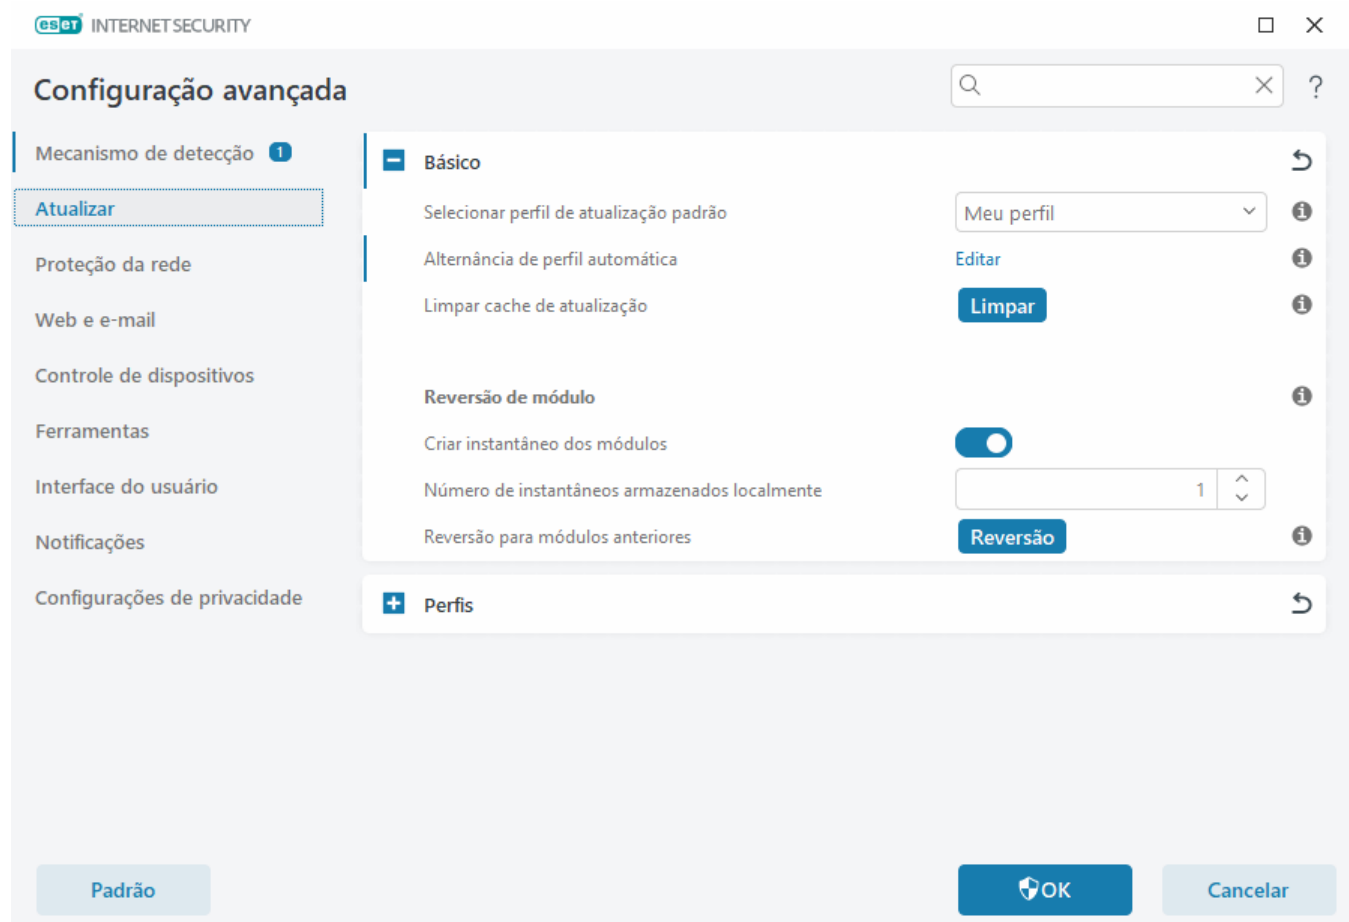 eset INTERNET SECURITY
Configuração avançada
?
Mecanismo de detecção 1
Atualizar
Proteção da rede
Web e e-mail
Controle de dispositivos
Ferramentas
Interface do usuário
Notificações
Configurações de privacidade
Básico
Selecionar perfil de atualização padrão Meu perfil
Alternância de perfil automática Editar
Limpar cache de atualização Limpar
Reversão de módulo
Criar instantâneo dos módulos
Número de instantâneos armazenados localmente 1
Reversão para módulos anteriores Reversão
Perfis
Padrão OK Cancelar